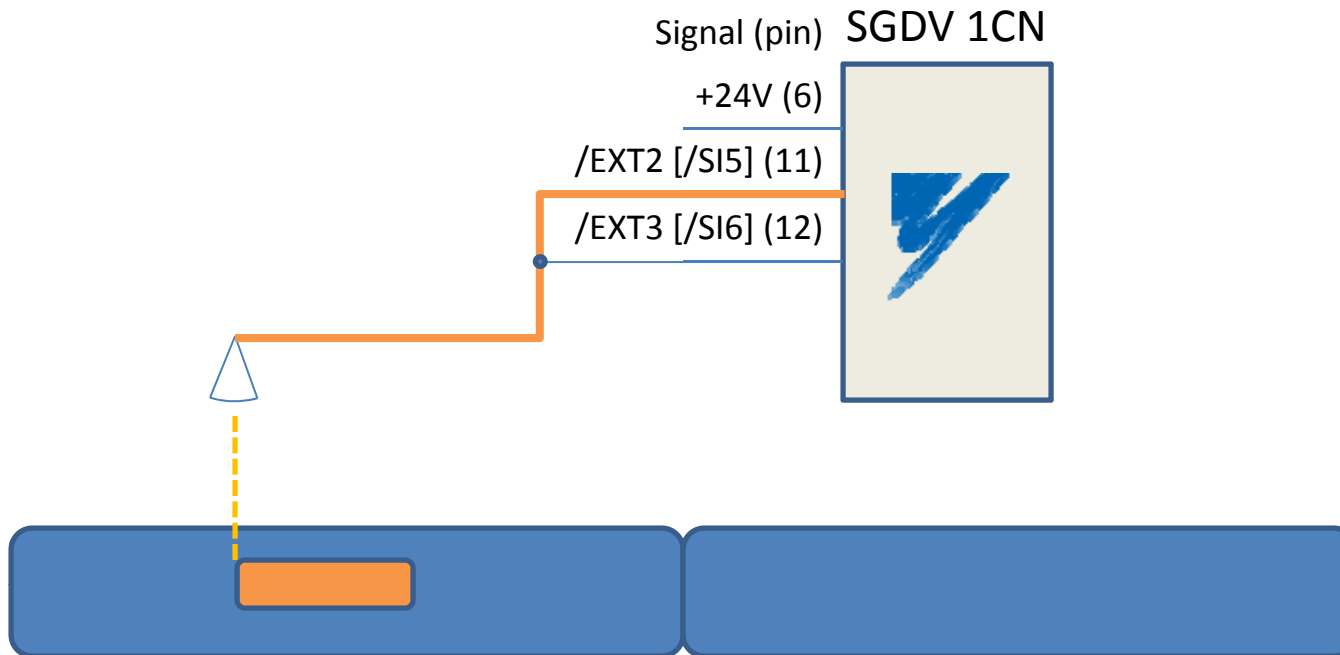 Signal (pin) SGDV 1CN
+24V (6)
/EXT2 [/SI5] (11)
/EXT3 [/SI6] (12)